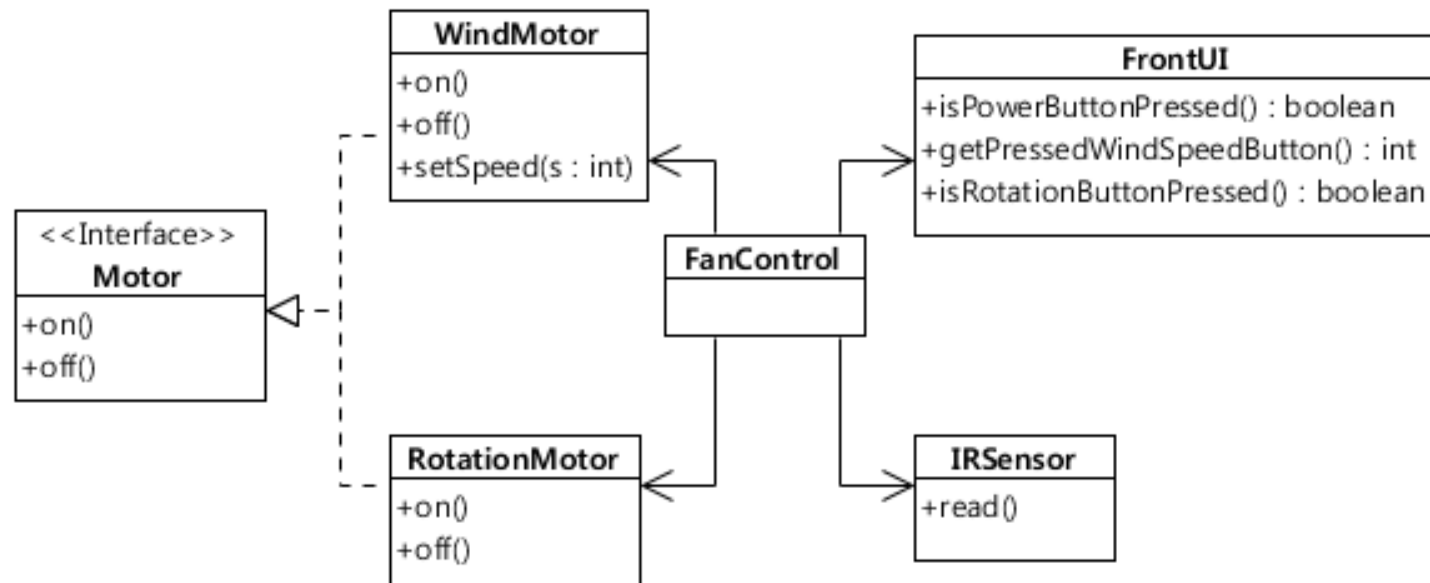 WindMotor
+on()
+off()
+setSpeed(s : int)
FrontUI
+isPowerButtonPressed() : boolean
+getPressedWindSpeedButton() : int
+isRotationButtonPressed() : boolean
<<Interface>>
Motor
+on()
+off()
FanControl
RotationMotor
+on()
+off()
IRSensor
+read()